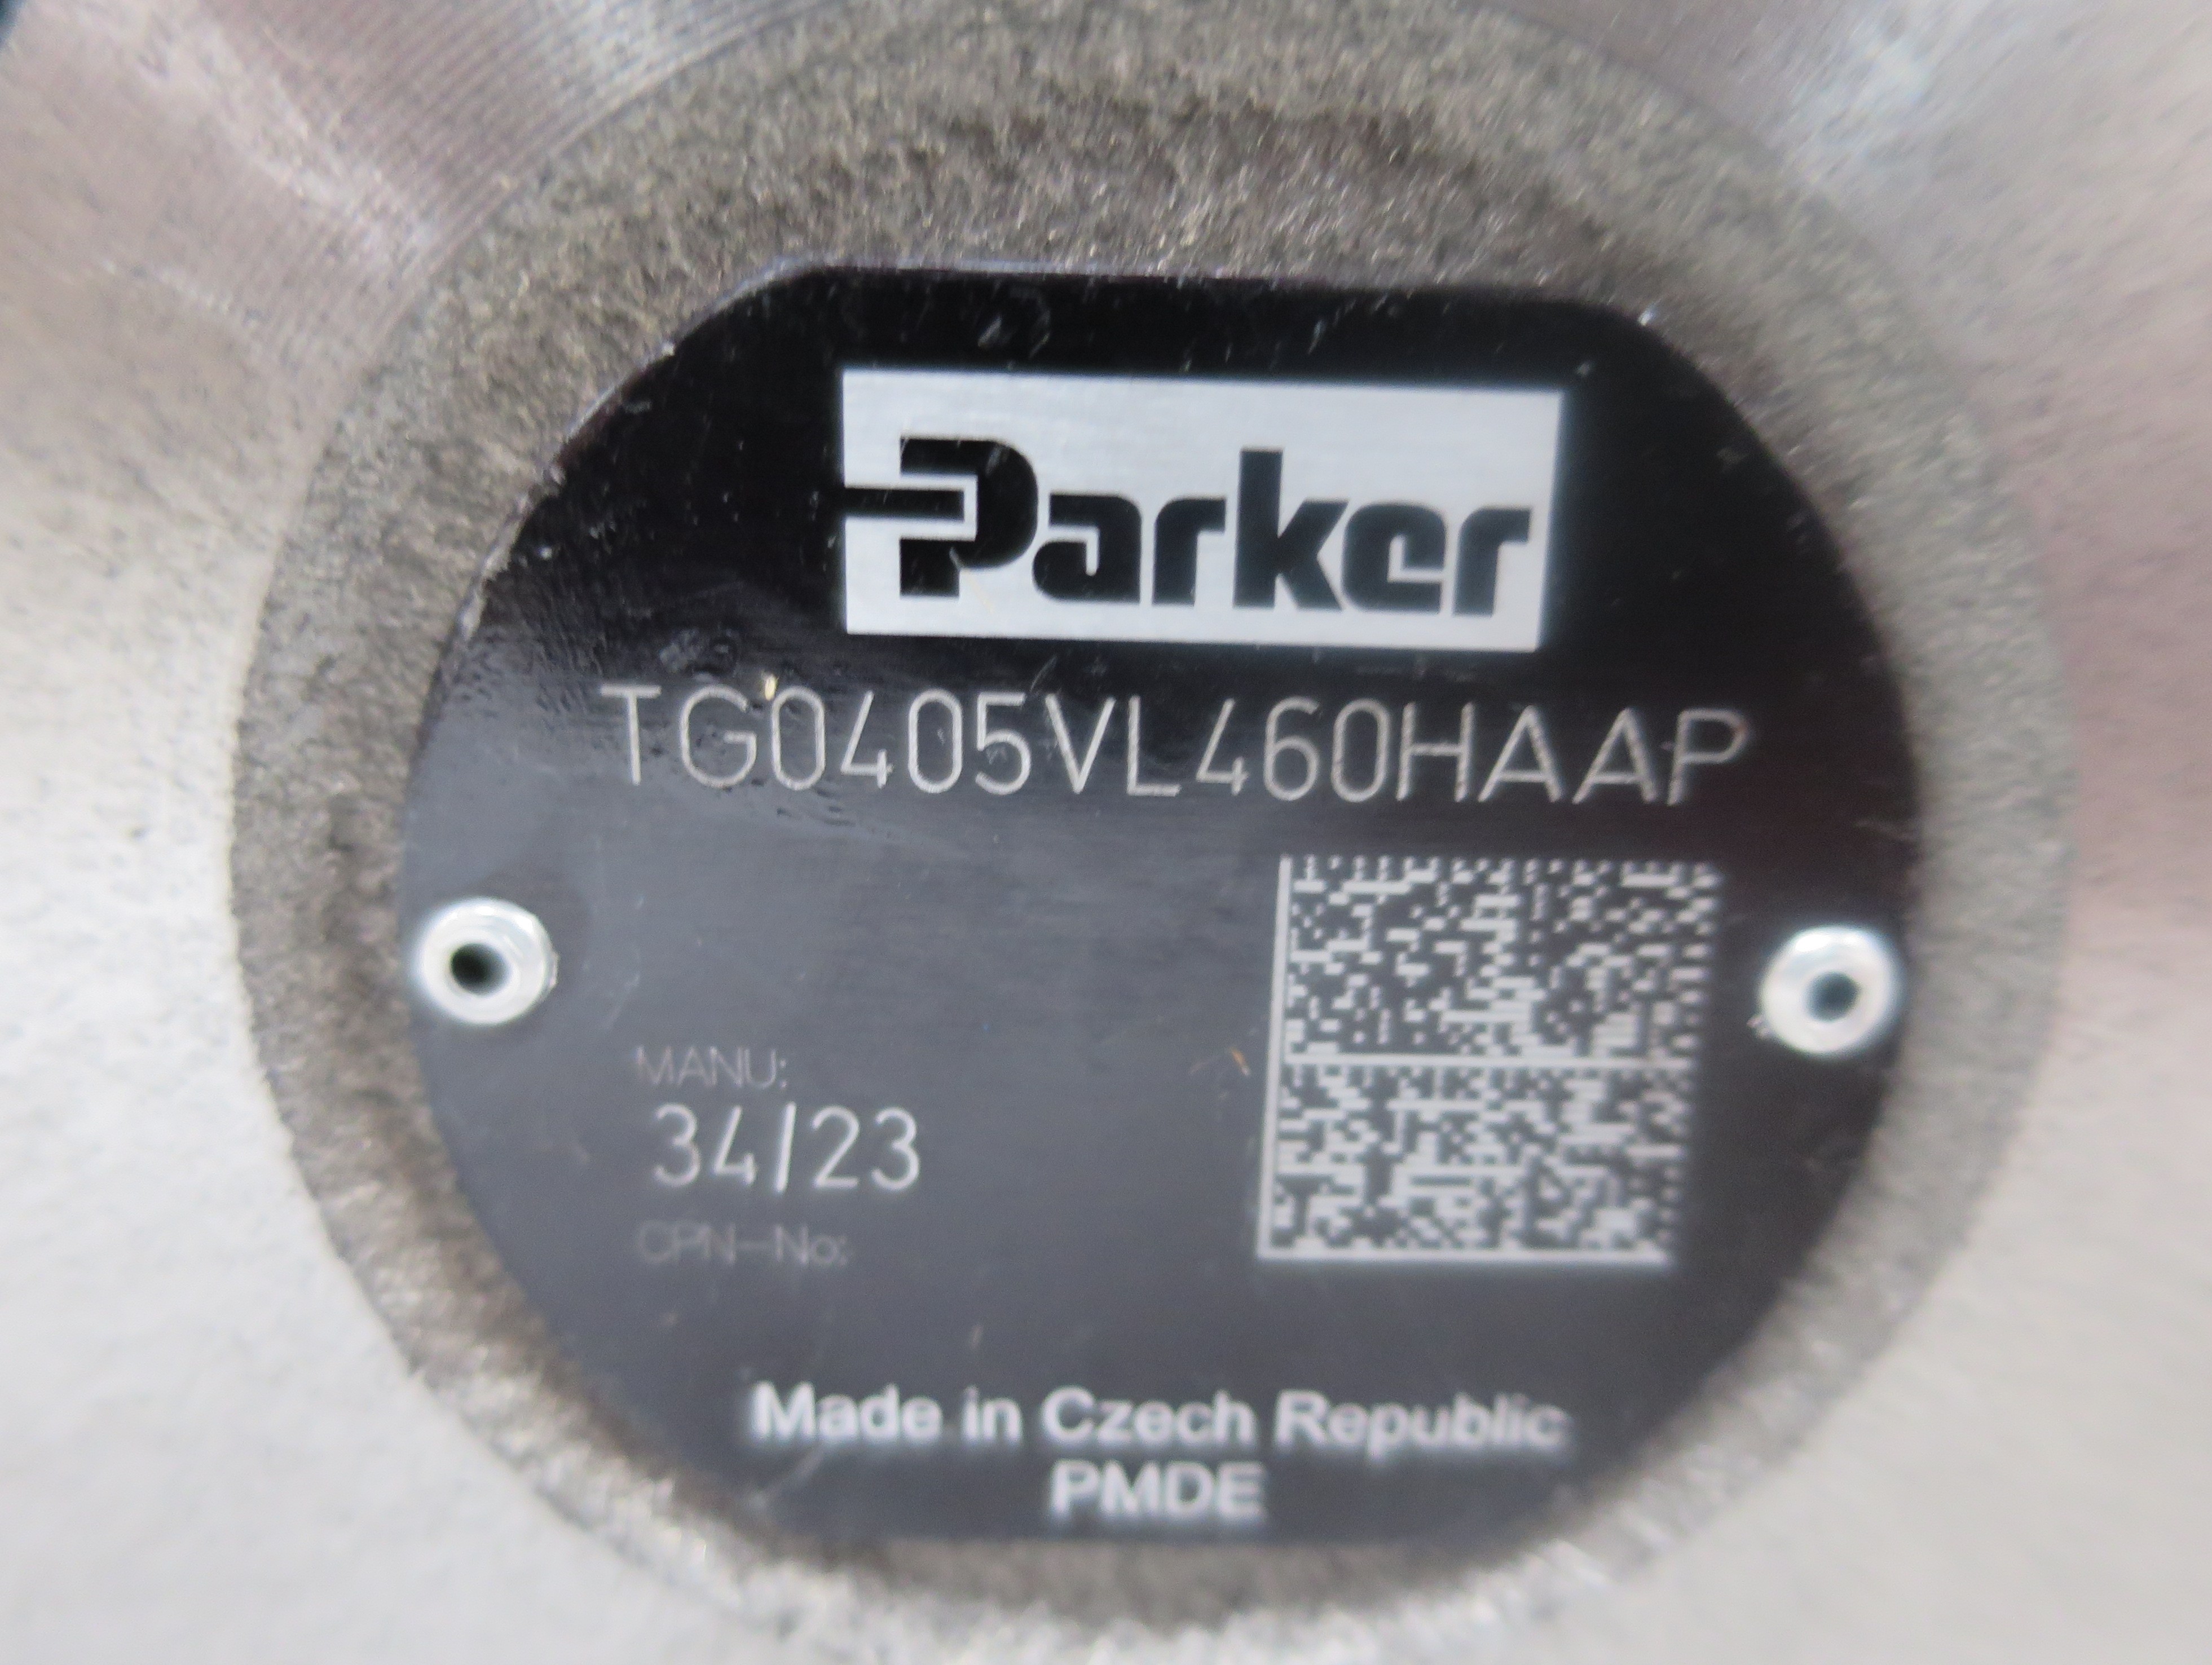 Parker
TG0405VL460HAAP
MANU:
34/23
CPN-No:
Made in Czech Republic
PMDE